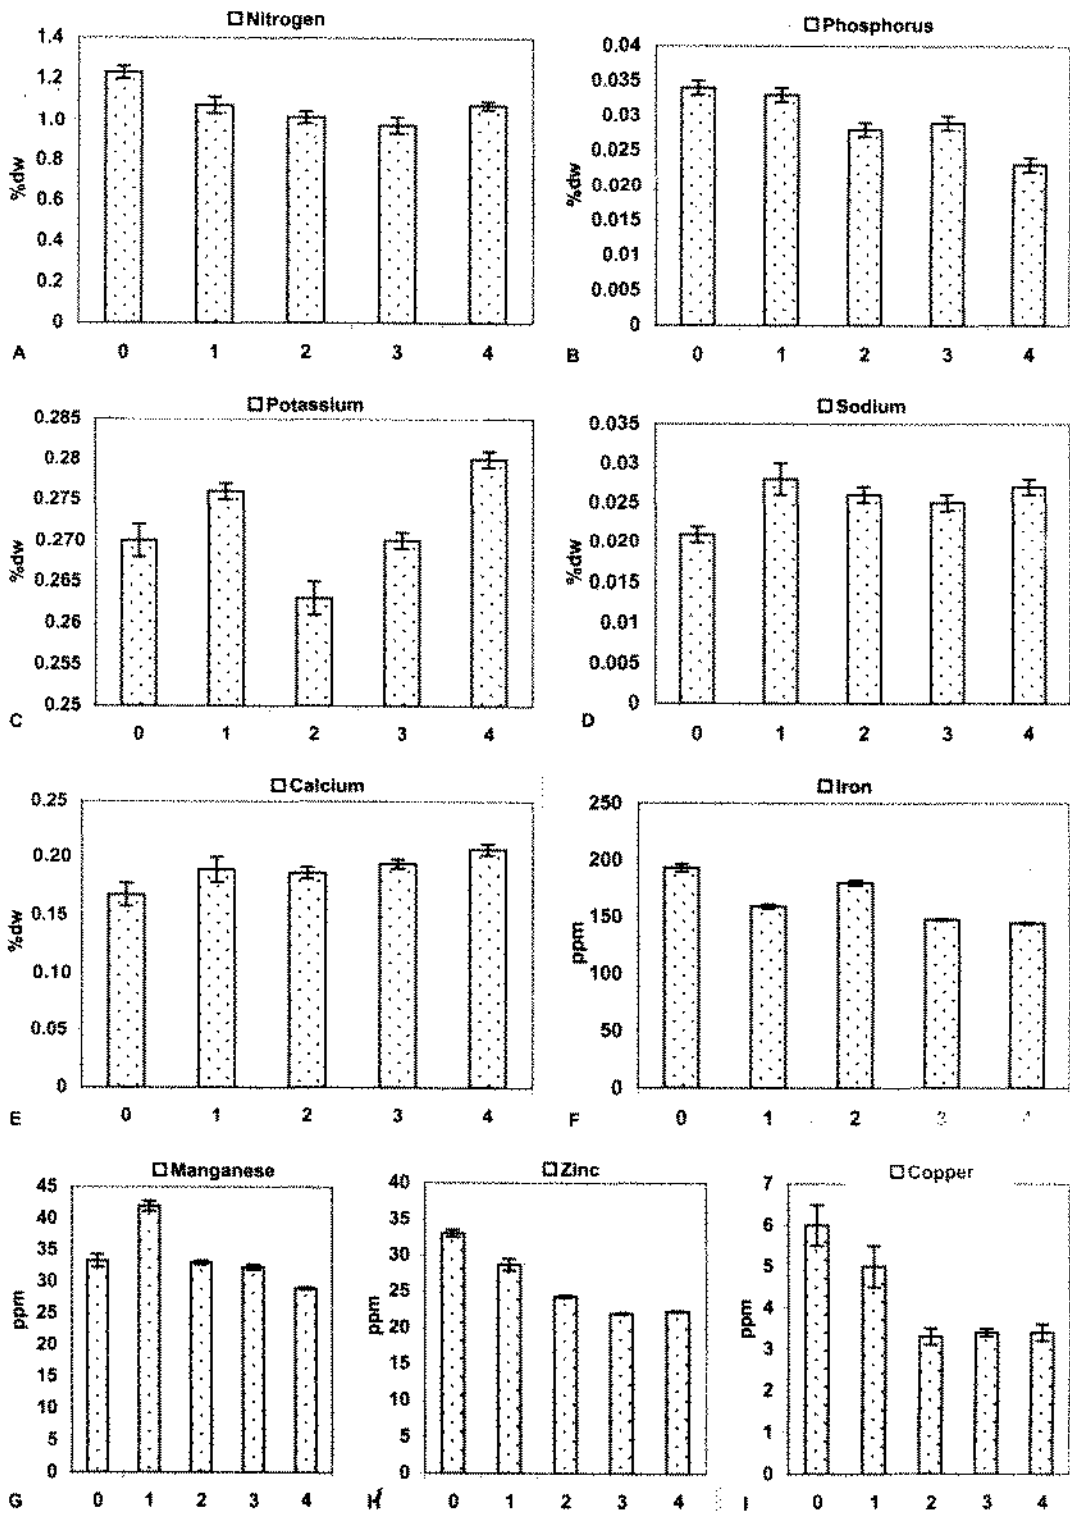 Nitrogen
1.4
1.2
1.0
0.8
0.6
0.4
0.2
0
%dw
A 0 1 2 3 4
Phosphorus
0.04
0.035
0.03
0.025
0.020
0.015
0.01
0.005
0
%dw
B 0 1 2 3 4
Potassium
0.285
0.28
0.275
0.270
0.265
0.26
0.255
0.25
%dw
C 0 1 2 3 4
Sodium
0.035
0.03
0.025
0.020
0.015
0.01
0.005
0
%dw
D 0 1 2 3 4
Calcium
0.25
0.20
0.15
0.10
0.05
0
%dw
E 0 1 2 3 4
Iron
250
200
150
100
50
0
ppm
F 0 1 2 3 4
Manganese
45
40
35
30
25
20
15
10
5
0
ppm
G 0 1 2 3 4
Zinc
40
35
30
25
20
15
10
5
0
ppm
H 0 1 2 3 4
Copper
7
6
5
4
3
2
1
0
ppm
I 0 1 2 3 4